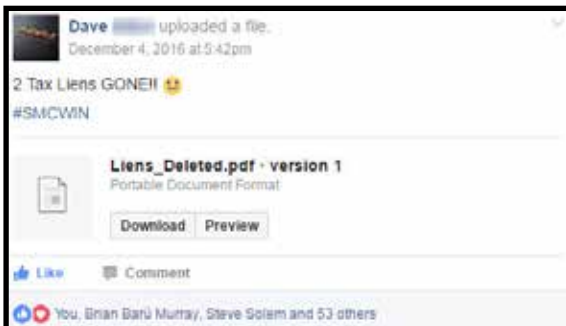 Dave uploaded a file.
December 4, 2016 at 5:42pm
2 Tax Liens GONE!!
#SMCWIN
Liens_Deleted.pdf · version 1
Portable Document Format
Download Preview
Like Comment
You, Brian Barú Murray, Steve Solem and 53 others